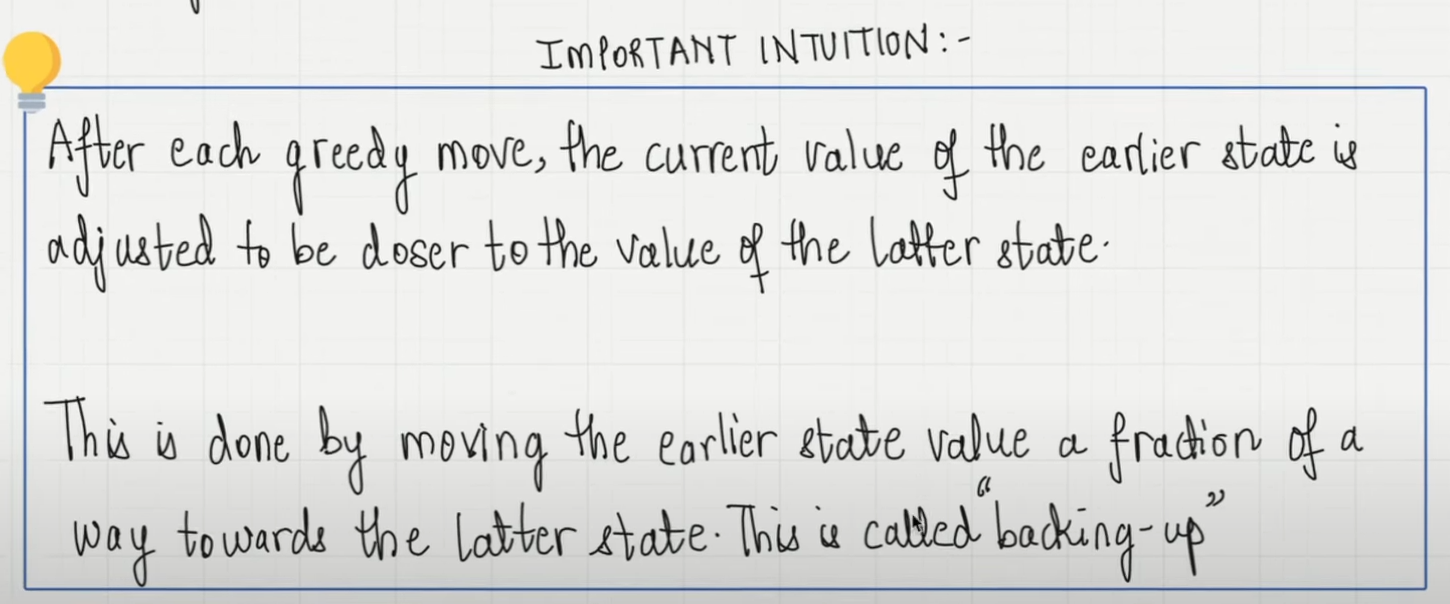 IMPORTANT INTUITION:-
After each greedy move, the current value of the earlier state is
adjusted to be closer to the value of the latter state.
This is done by moving the earlier state value a fraction of a
way towards the latter state. This is called "backing-up"